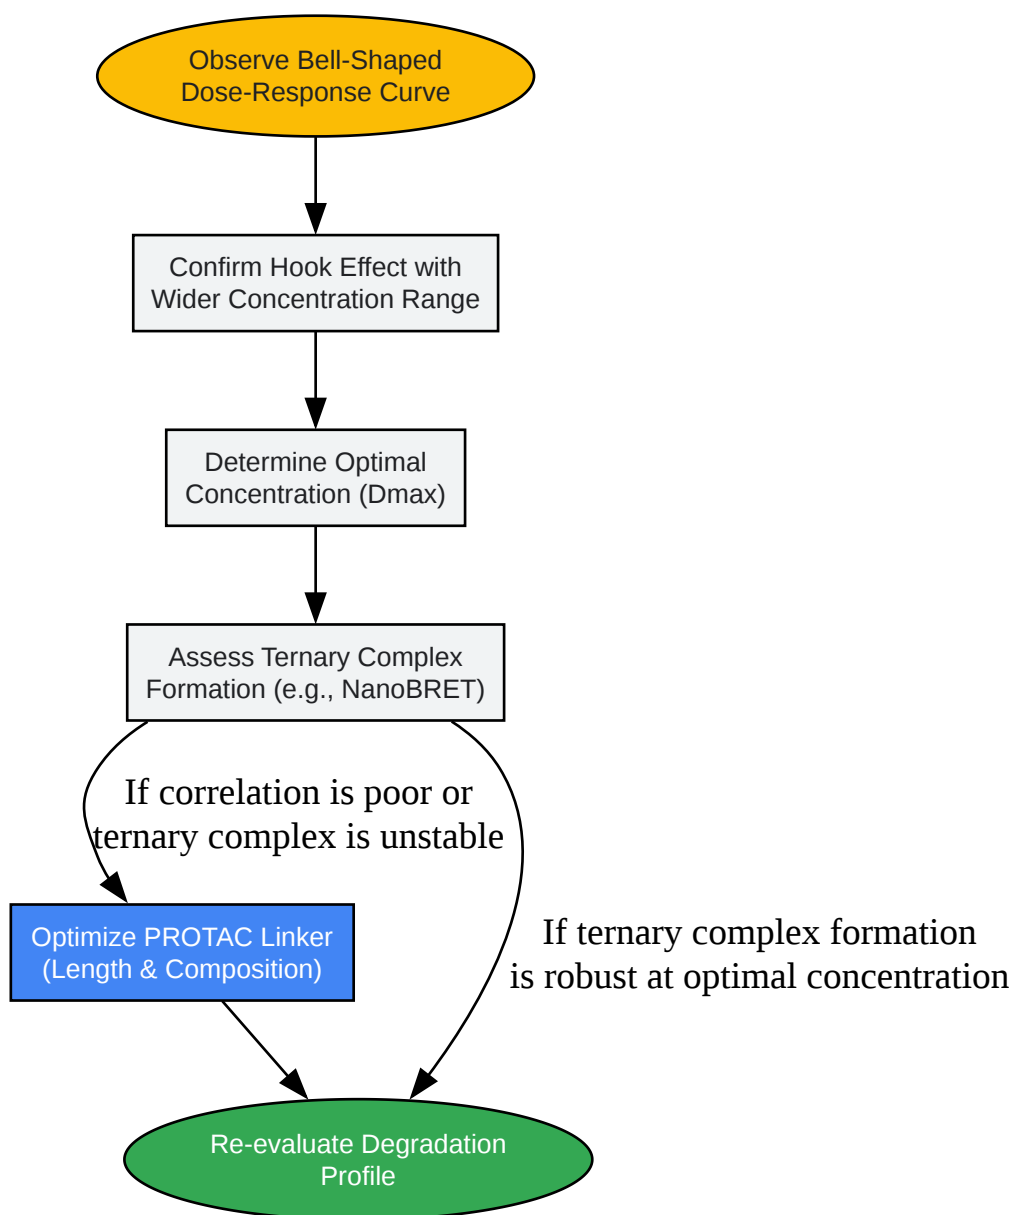 Observe Bell-Shaped
Dose-Response Curve
Confirm Hook Effect with
Wider Concentration Range
Determine Optimal
Concentration (Dmax)
Assess Ternary Complex
Formation (e.g., NanoBRET)
If correlation is poor or
ternary complex is unstable
Optimize PROTAC Linker
(Length & Composition)
If ternary complex formation
is robust at optimal concentration
Re-evaluate Degradation
Profile